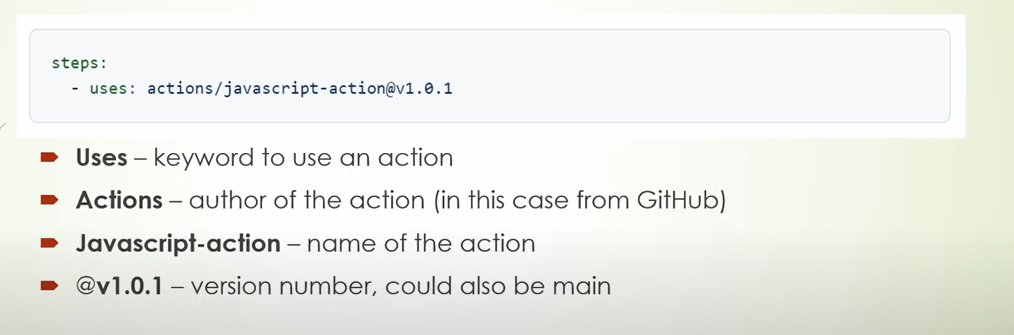 steps:
- uses: actions/javascript-action@v1.0.1
Uses – keyword to use an action
Actions – author of the action (in this case from GitHub)
Javascript-action – name of the action
@v1.0.1 – version number, could also be main